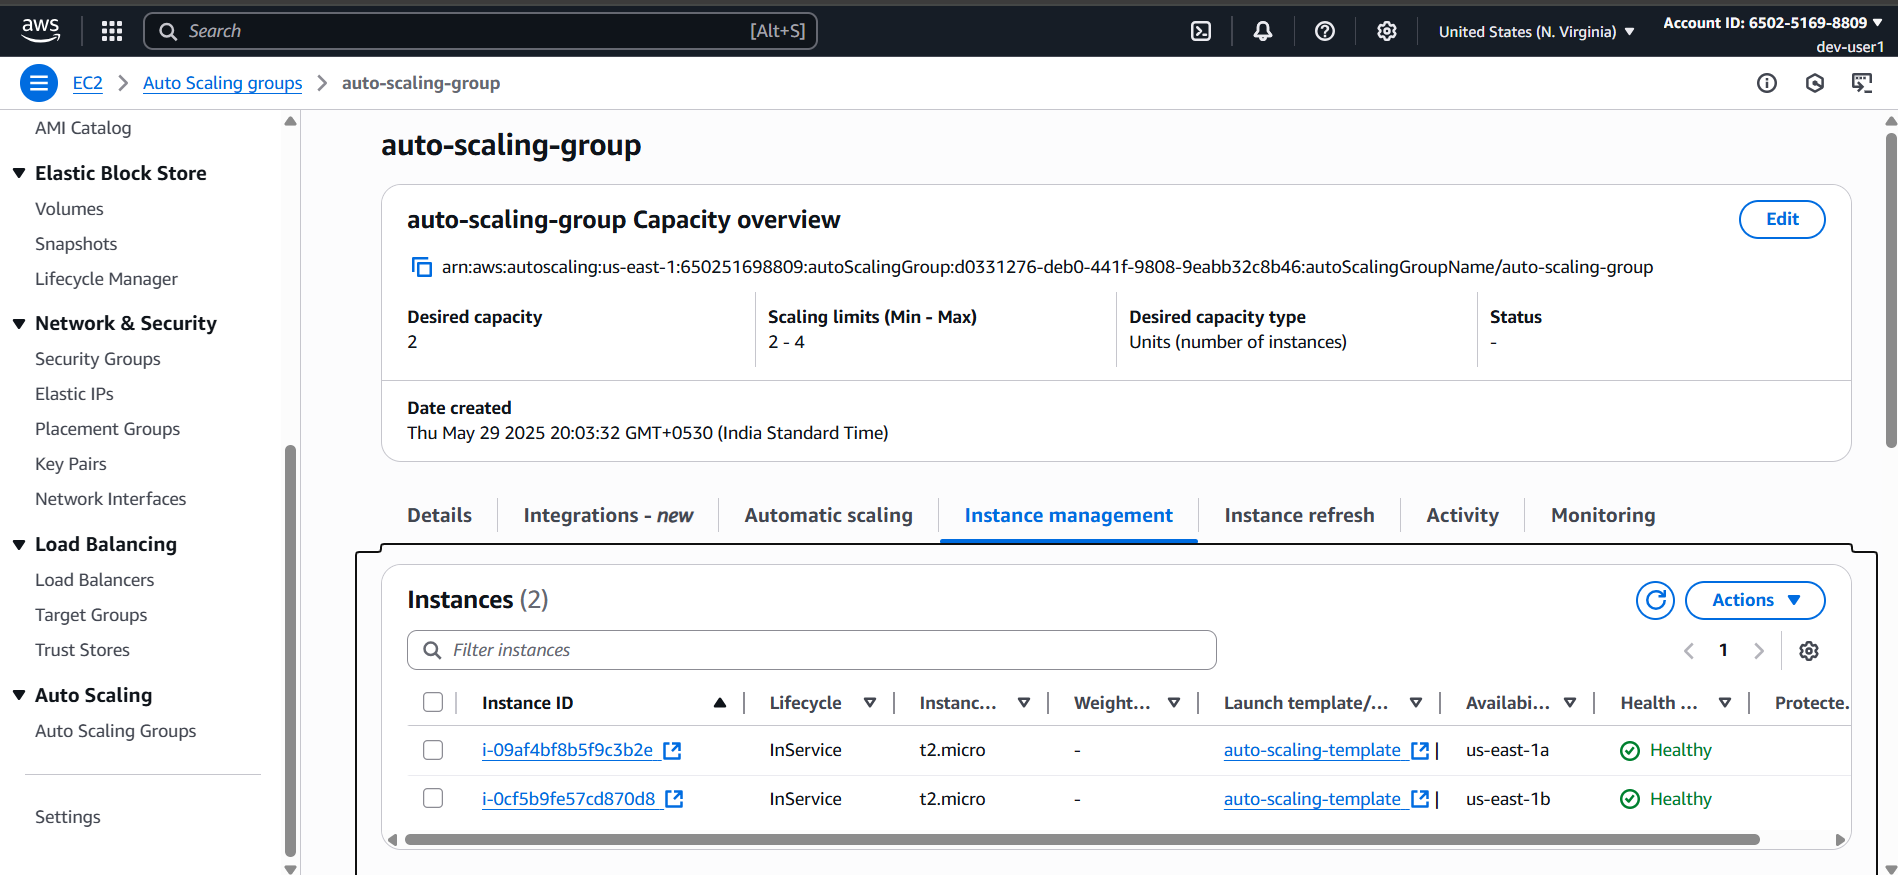 aws
Search [Alt+S]
United States (N. Virginia)
Account ID: 6502-5169-8809
dev-user1
EC2 Auto Scaling groups auto-scaling-group
AMI Catalog
Elastic Block Store
Volumes
Snapshots
Lifecycle Manager
Network & Security
Security Groups
Elastic IPs
Placement Groups
Key Pairs
Network Interfaces
Load Balancing
Load Balancers
Target Groups
Trust Stores
Auto Scaling
Auto Scaling Groups
Settings
auto-scaling-group
auto-scaling-group Capacity overview
Edit
arn:aws:autoscaling:us-east-1:650251698809:autoScalingGroup:d0331276-deb0-441f-9808-9eabb32c8b46:autoScalingGroupName/auto-scaling-group
Desired capacity
2
Scaling limits (Min - Max)
2 - 4
Desired capacity type
Units (number of instances)
Status
-
Date created
Thu May 29 2025 20:03:32 GMT+0530 (India Standard Time)
Details Integrations - new Automatic scaling Instance management Instance refresh Activity Monitoring
Instances (2)
Actions
Filter instances
1
Instance ID Lifecycle Instanc... Weight... Launch template/... Availabi... Health ... Protecte.
i-09af4bf8b5f9c3b2e InService t2.micro - auto-scaling-template | us-east-1a Healthy
i-0cf5b9fe57cd870d8 InService t2.micro - auto-scaling-template | us-east-1b Healthy